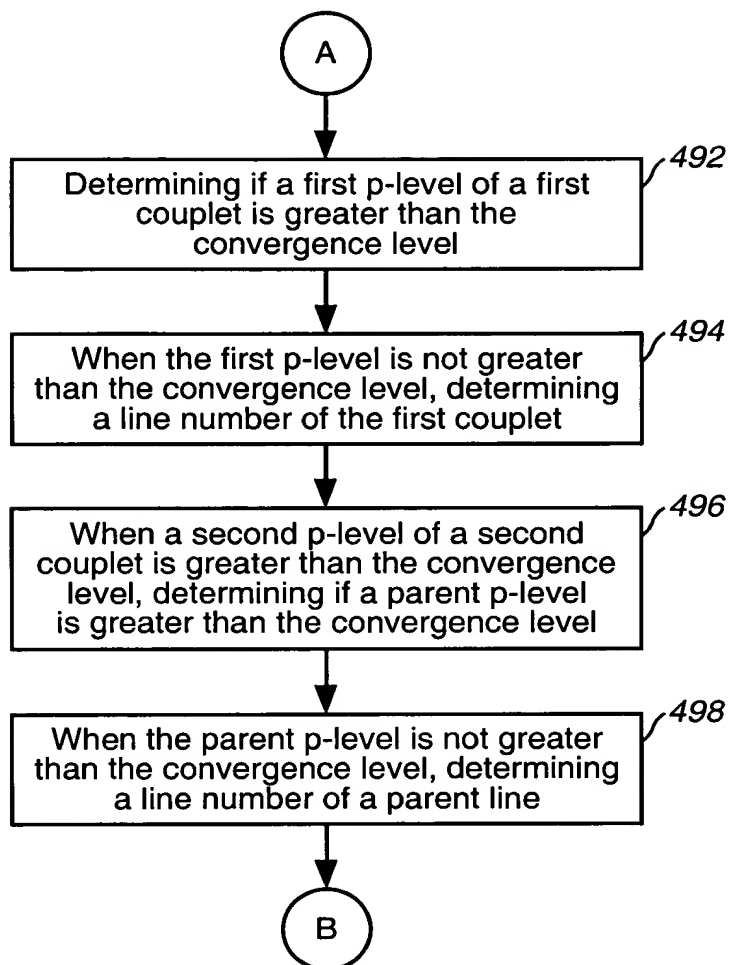 A
492
Determining if a first p-level of a first
couplet is greater than the
convergence level
494
When the first p-level is not greater
than the convergence level, determining
a line number of the first couplet
496
When a second p-level of a second
couplet is greater than the convergence
level, determining if a parent p-level
is greater than the convergence level
498
When the parent p-level is not greater
than the convergence level, determining
a line number of a parent line
B